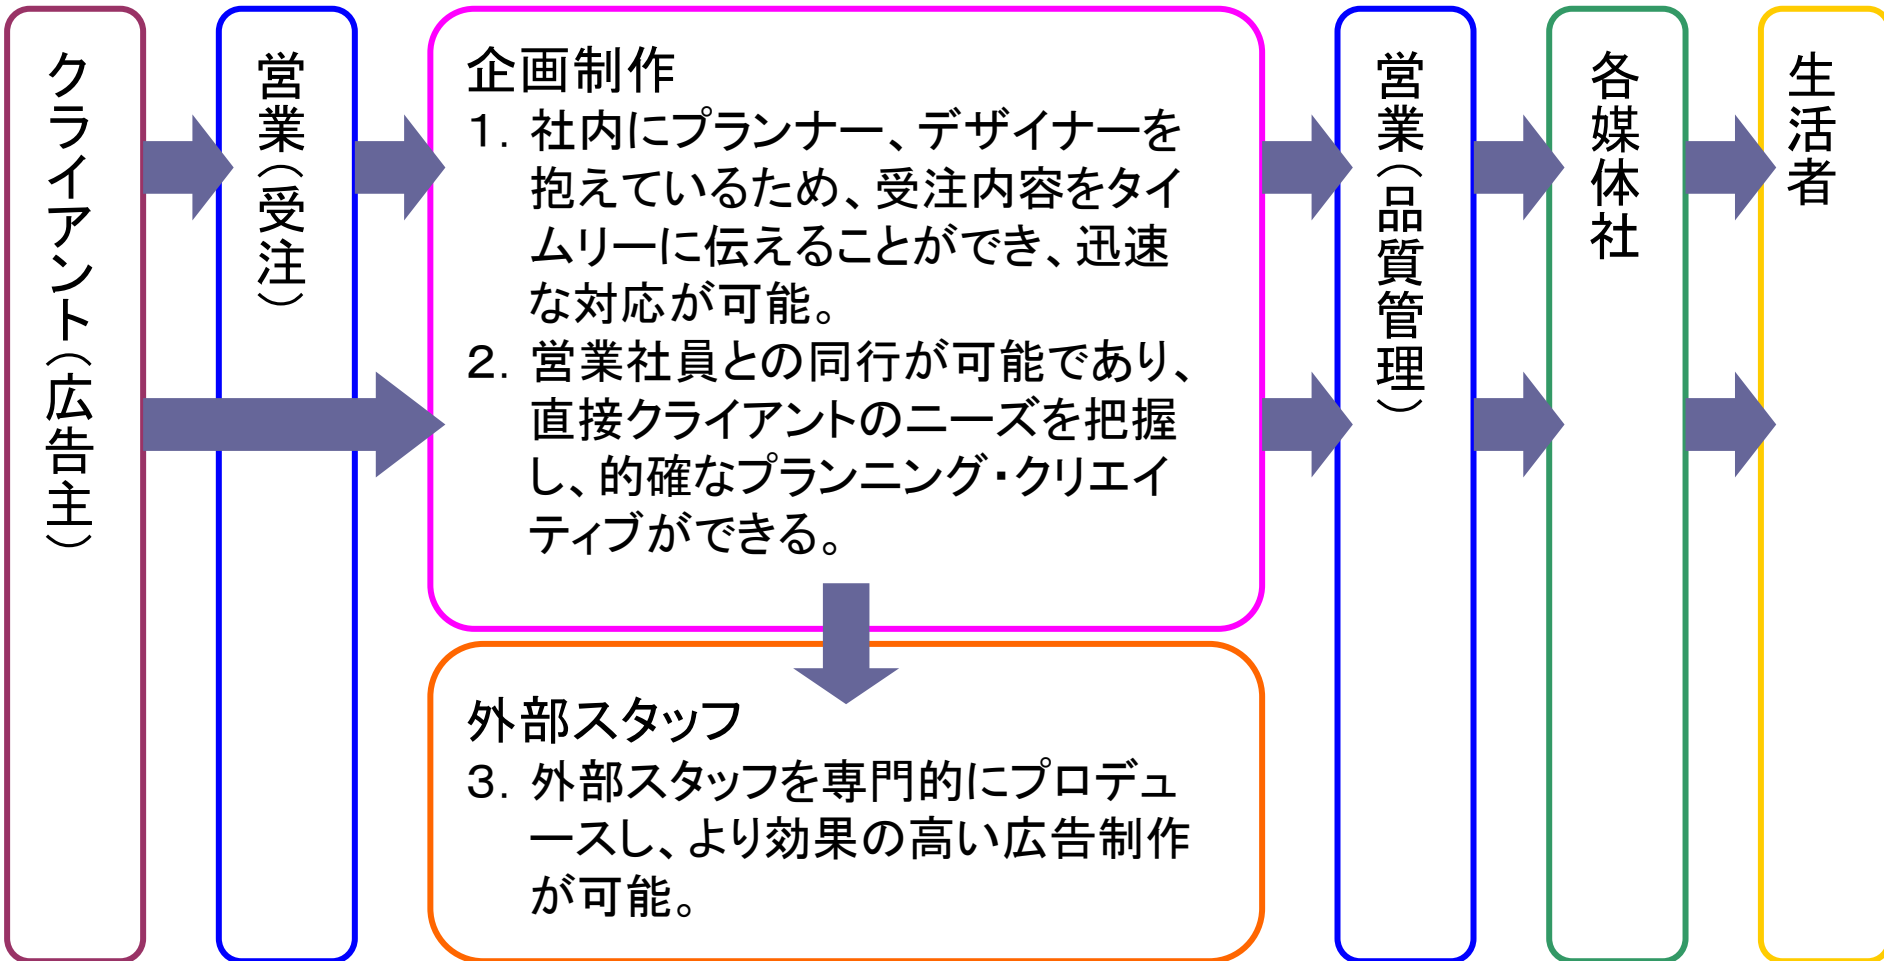 クライアント（広告主）
営業（受注）
企画制作
１．社内にプランナー、デザイナーを
抱えているため、受注内容をタイ
ムリーに伝えることができ、迅速
な対応が可能。
２．営業社員との同行が可能であり、
直接クライアントのニーズを把握
し、的確なプランニング・クリエイ
ティブができる。
外部スタッフ
３．外部スタッフを専門的にプロデュ
ースし、より効果の高い広告制作
が可能。
営業（品質管理）
各媒体社
生活者